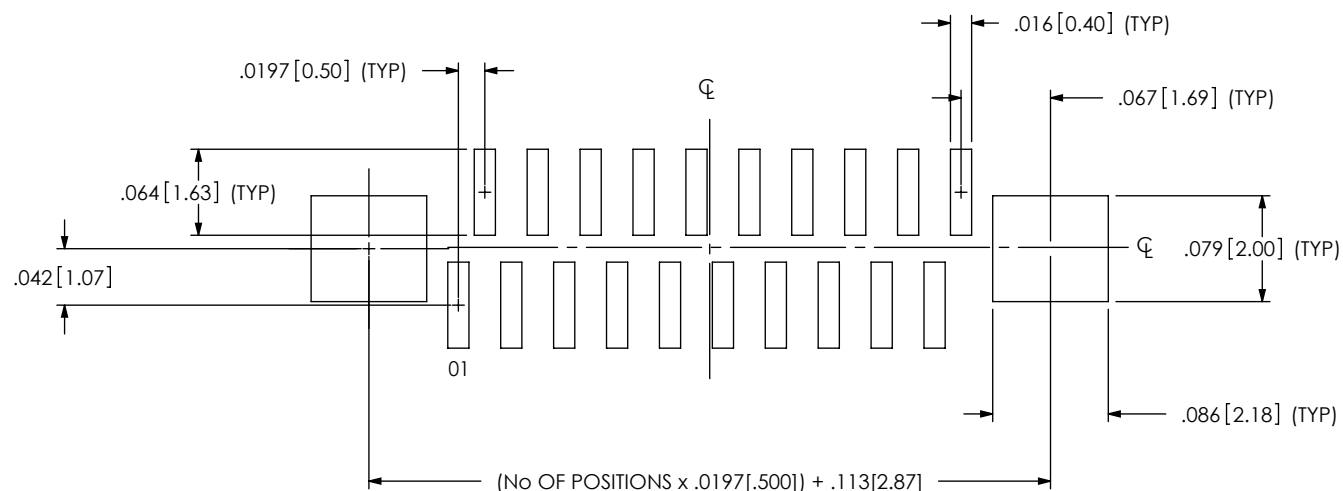 .016[0.40] (TYP)
.0197[0.50] (TYP)
℄
.067[1.69] (TYP)
.064[1.63] (TYP)
℄
.079[2.00] (TYP)
.042[1.07]
01
.086[2.18] (TYP)
(No OF POSITIONS x .0197[.500]) + .113[2.87]